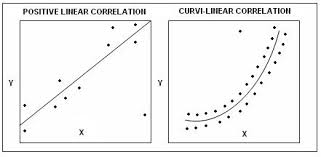 POSITIVE LINEAR CORRELATION
Y
X
CURVI-LINEAR CORRELATION
Y
X